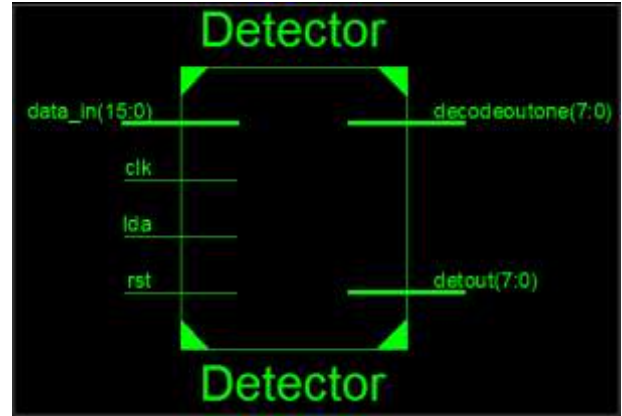 Detector
data_in(15:0)
decodeoutone(7:0)
clk
lda
rst
detout(7:0)
Detector